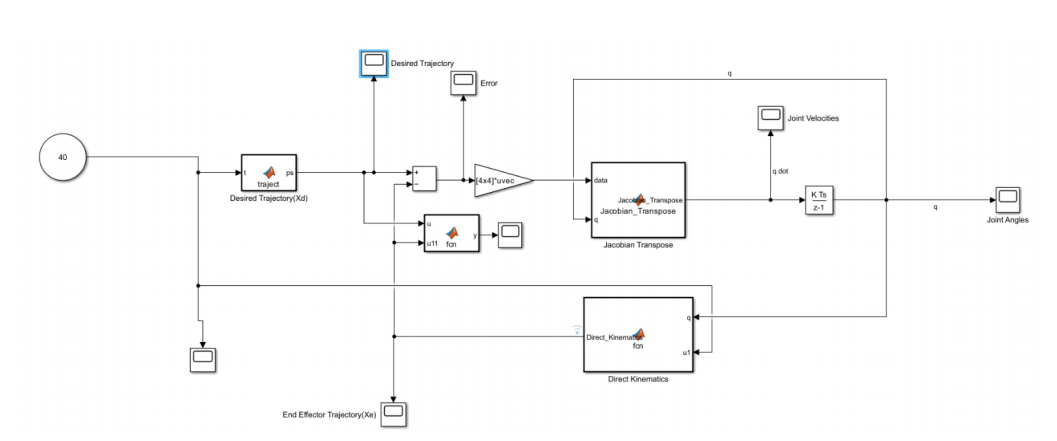 Desired Trajectory
Error
q
Joint Velocities
40
t
traject
ps
Desired Trajectory(Xd)
+
−
[4x4]*uvec
data
q
Jacobian_Transpose
Jacobian_Transpose
Jacobian Transpose
q dot
K Ts
z-1
q
Joint Angles
u
u11
fcn
y
q
u1
Direct_Kinematics
fcn
Direct Kinematics
End Effector Trajectory(Xe)